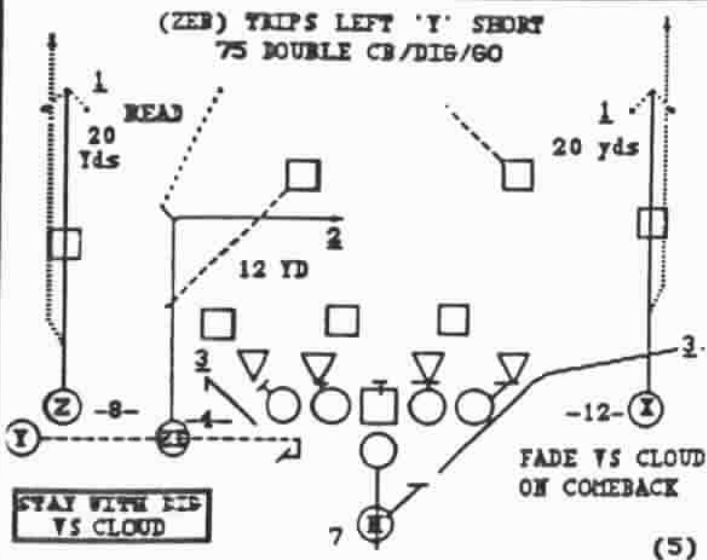 (ZEB) TRIPS LEFT 'Y' SHORT
75 DOUBLE CB/DIG/GO
1
READ
20
Yds
1
20 yds
2
12 YD
3
3
Z
-8-
-4-
-12-
X
Y
ZB
FADE VS CLOUD
ON COMEBACK
STAY WITH DIG
VS CLOUD
7
H
(5)